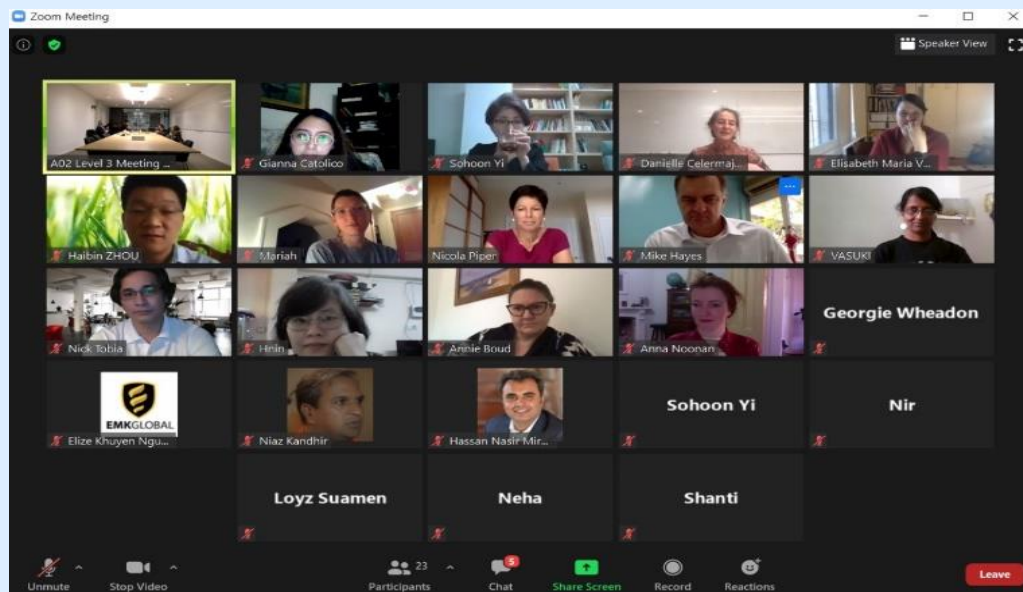 Zoom Meeting
Speaker View
A02 Level 3 Meeting ...
Gianna Catolico
Sohoon Yi
Danielle Celermaj...
Elisabeth Maria V...
Haibin ZHOU
Mariah
Nicola Piper
Mike Hayes
VASUKI
Nick Tobia
Hnin
Annie Boud
Anna Noonan
Georgie Wheadon
EMKGLOBAL
Elize Khuyen Ngu...
Niaz Kandhir
Hassan Nasir Mir...
Sohoon Yi
Nir
Loyz Suamen
Neha
Shanti
Unmute
Stop Video
23
Participants
5
Chat
Share Screen
Record
Reactions
Leave